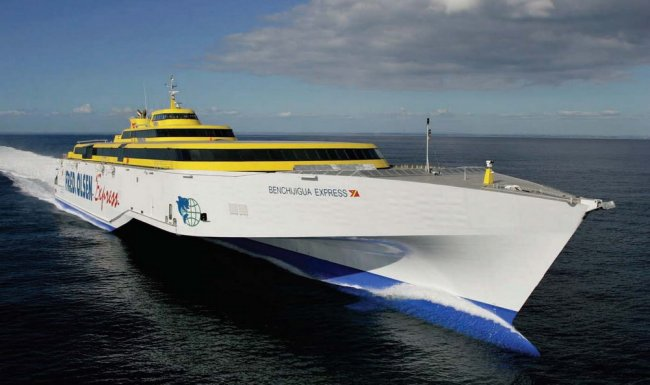 BENCHIJIGUA EXPRESS
FRED. OLSEN
Express